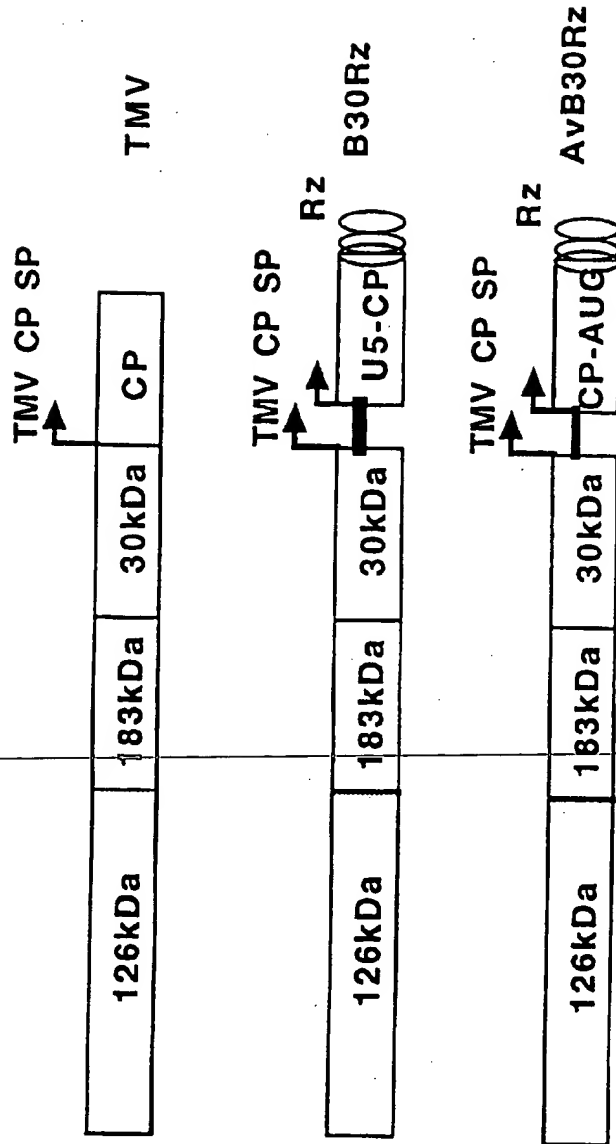 TMV CP SP
126kDa 183kDa 30kDa CP TMV
TMV CP SP Rz
126kDa 183kDa 30kDa U5-CP B30Rz
TMV CP SP Rz
126kDa 183kDa 30kDa CP-AUG AvB30Rz